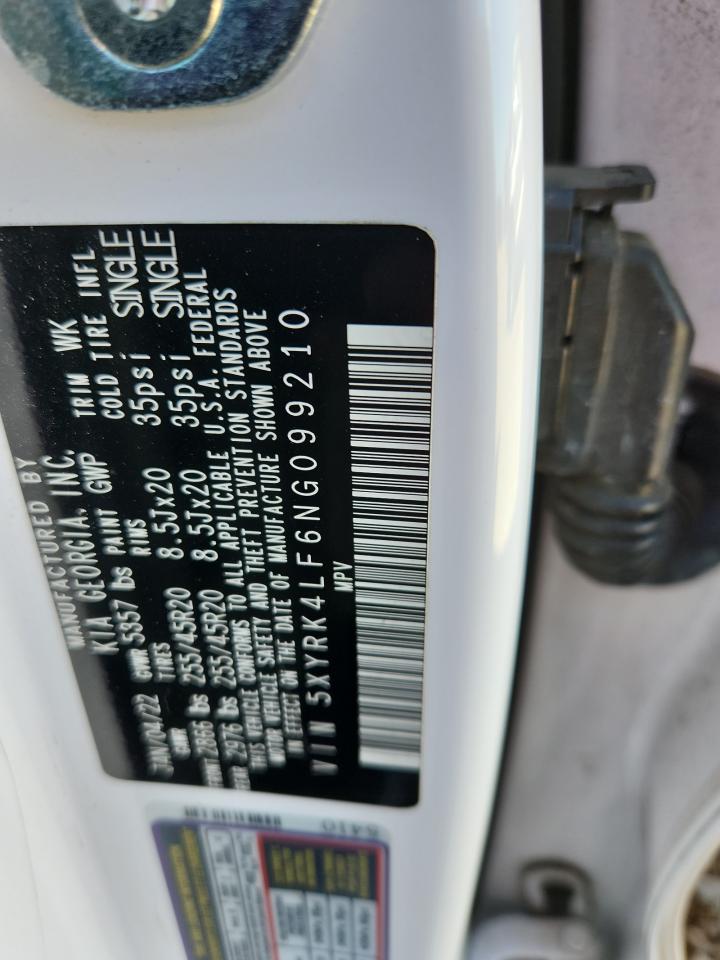 MANUFACTURED BY
KIA GEORGIA, INC.
JAN/04/22 GVWR 5357 lbs PAINT GWP TRIM WK
TIRES RIMS COLD TIRE INFL
2866 lbs 255/45R20 8.5Jx20 35psi SINGLE
2976 lbs 255/45R20 8.5Jx20 35psi SINGLE
THIS VEHICLE CONFORMS TO ALL APPLICABLE U.S.A. FEDERAL
MOTOR VEHICLE SAFETY AND THEFT PREVENTION STANDARDS
IN EFFECT ON THE DATE OF MANUFACTURE SHOWN ABOVE
VIN 5XYRK4LF6NG099210
MPV